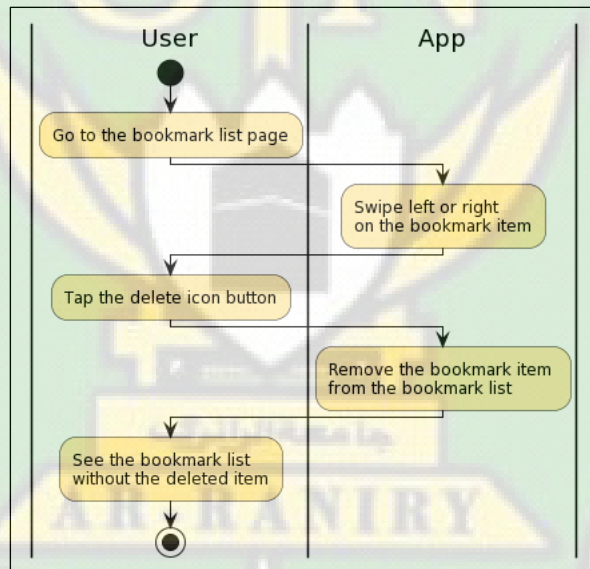 User
App
Go to the bookmark list page
Swipe left or right
on the bookmark item
Tap the delete icon button
Remove the bookmark item
from the bookmark list
جامعة الرانري
See the bookmark list
without the deleted item
AR-RANIRY